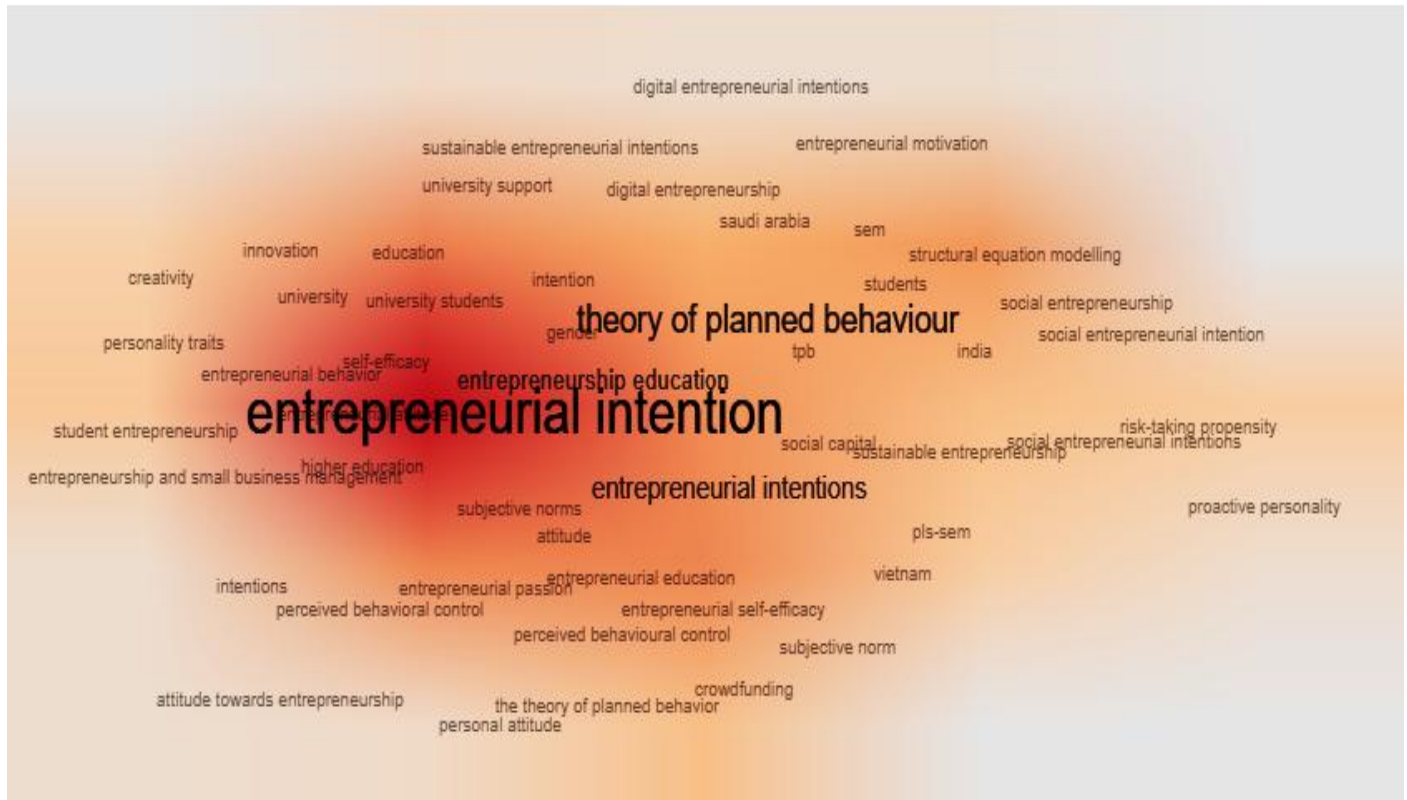 digital entrepreneurial intentions
sustainable entrepreneurial intentions
entrepreneurial motivation
university support
digital entrepreneurship
saudi arabia
sem
innovation
education
structural equation modelling
creativity
intention
students
university
university students
social entrepreneurship
theory of planned behaviour
gender
social entrepreneurial intention
personality traits
tpb
india
self-efficacy
entrepreneurial behavior
entrepreneurship education
entrepreneurial intention
student entrepreneurship
risk-taking propensity
social capital
social entrepreneurial intentions
sustainable entrepreneurship
higher education
entrepreneurship and small business management
entrepreneurial intentions
subjective norms
proactive personality
attitude
pls-sem
vietnam
entrepreneurial education
intentions
entrepreneurial passion
perceived behavioral control
entrepreneurial self-efficacy
perceived behavioural control
subjective norm
crowdfunding
attitude towards entrepreneurship
the theory of planned behavior
personal attitude